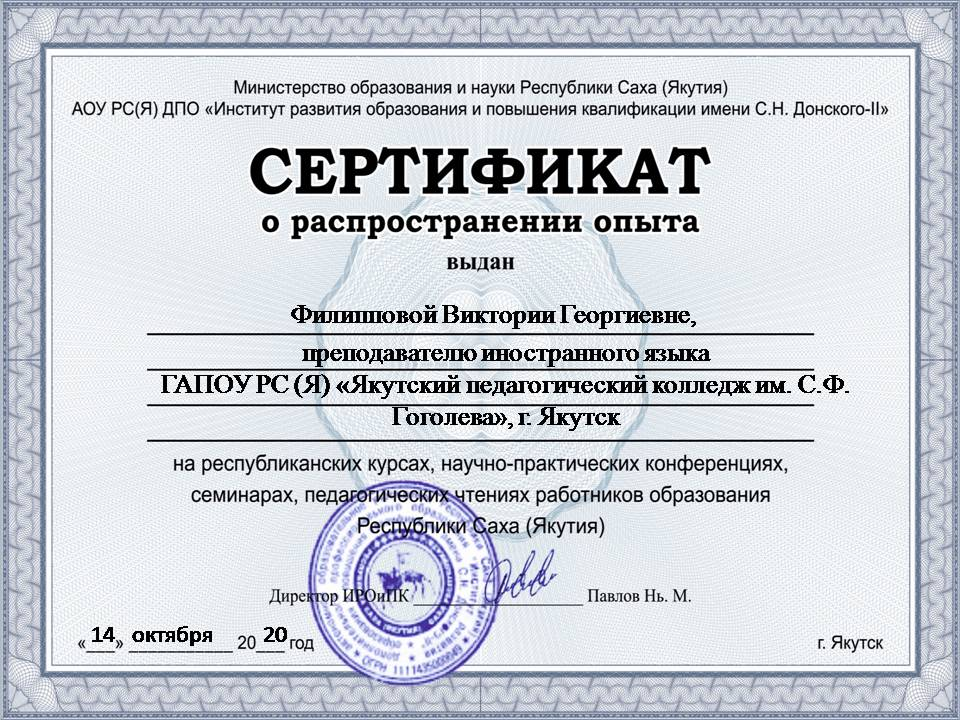 Министерство образования и науки Республики Саха (Якутия)
АОУ РС(Я) ДПО «Институт развития образования и повышения квалификации имени С.Н. Донского-II»
СЕРТИФИКАТ
о распространении опыта
выдан
Филипповой Виктории Георгиевне,
преподавателю иностранного языка
ГАПОУ РС (Я) «Якутский педагогический колледж им. С.Ф.
Гоголева», г. Якутск
на республиканских курсах, научно-практических конференциях,
семинарах, педагогических чтениях работников образования
Республики Саха (Якутия)
Директор ИРОиПК ____________________ Павлов Нь. М.
«14» октября 2020 год
г. Якутск